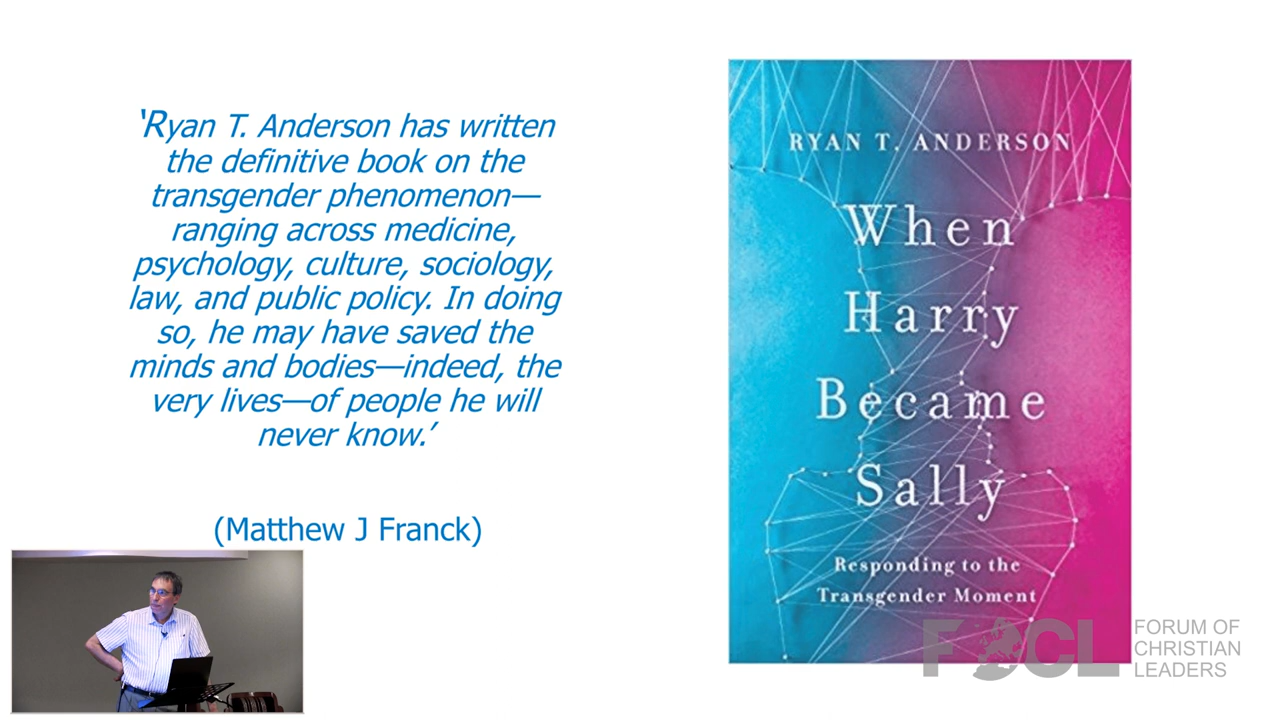 ‘Ryan T. Anderson has written
the definitive book on the
transgender phenomenon—
ranging across medicine,
psychology, culture, sociology,
law, and public policy. In doing
so, he may have saved the
minds and bodies—indeed, the
very lives—of people he will
never know.’
(Matthew J Franck)
RYAN T. ANDERSON
When
Harry
Became
Sally
Responding to the
Transgender Moment
FOCL
FORUM OF
CHRISTIAN
LEADERS